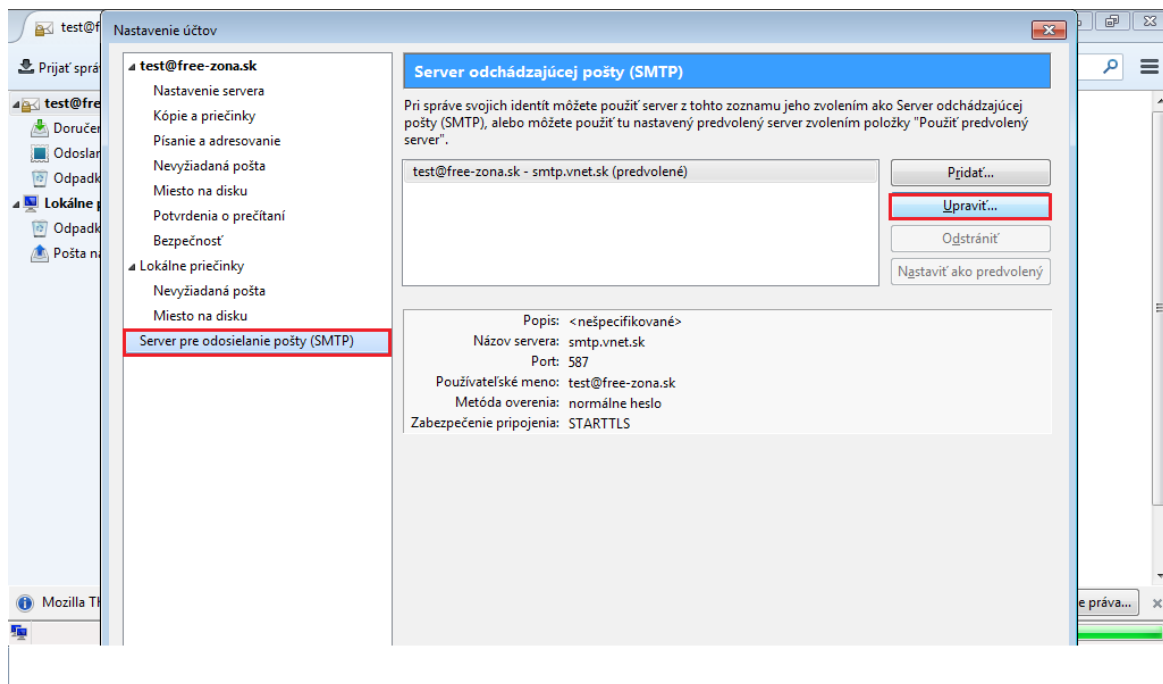 test@f
Nastavenie účtov
Prijať sprá
test@fre
Doručen
Odoslan
Odpadk
Lokálne p
Odpadk
Pošta na
test@free-zona.sk
Nastavenie servera
Kópie a priečinky
Písanie a adresovanie
Nevyžiadaná pošta
Miesto na disku
Potvrdenia o prečítaní
Bezpečnosť
Lokálne priečinky
Nevyžiadaná pošta
Miesto na disku
Server pre odosielanie pošty (SMTP)
Server odchádzajúcej pošty (SMTP)
Pri správe svojich identít môžete použiť server z tohto zoznamu jeho zvolením ako Server odchádzajúcej
pošty (SMTP), alebo môžete použiť tu nastavený predvolený server zvolením položky "Použiť predvolený
server".
test@free-zona.sk - smtp.vnet.sk (predvolené)
Pridať...
Upraviť...
Odstrániť
Nastaviť ako predvolený
Popis: <nešpecifikované>
Názov servera: smtp.vnet.sk
Port: 587
Používateľské meno: test@free-zona.sk
Metóda overenia: normálne heslo
Zabezpečenie pripojenia: STARTTLS
Mozilla Th
e práva...